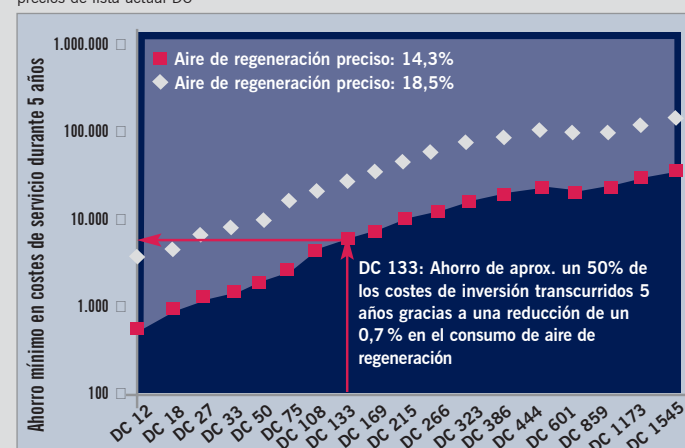 precios de lista actual DC
Ahorro mínimo en costes de servicio durante 5 años
1.000.000
100.000
10.000
1.000
100
Aire de regeneración preciso: 14,3%
Aire de regeneración preciso: 18,5%
DC 133: Ahorro de aprox. un 50% de
los costes de inversión transcurridos 5
años gracias a una reducción de un
0,7 % en el consumo de aire de
regeneración
DC 12
DC 18
DC 27
DC 33
DC 50
DC 75
DC 108
DC 133
DC 169
DC 215
DC 266
DC 323
DC 386
DC 444
DC 601
DC 859
DC 1173
DC 1545